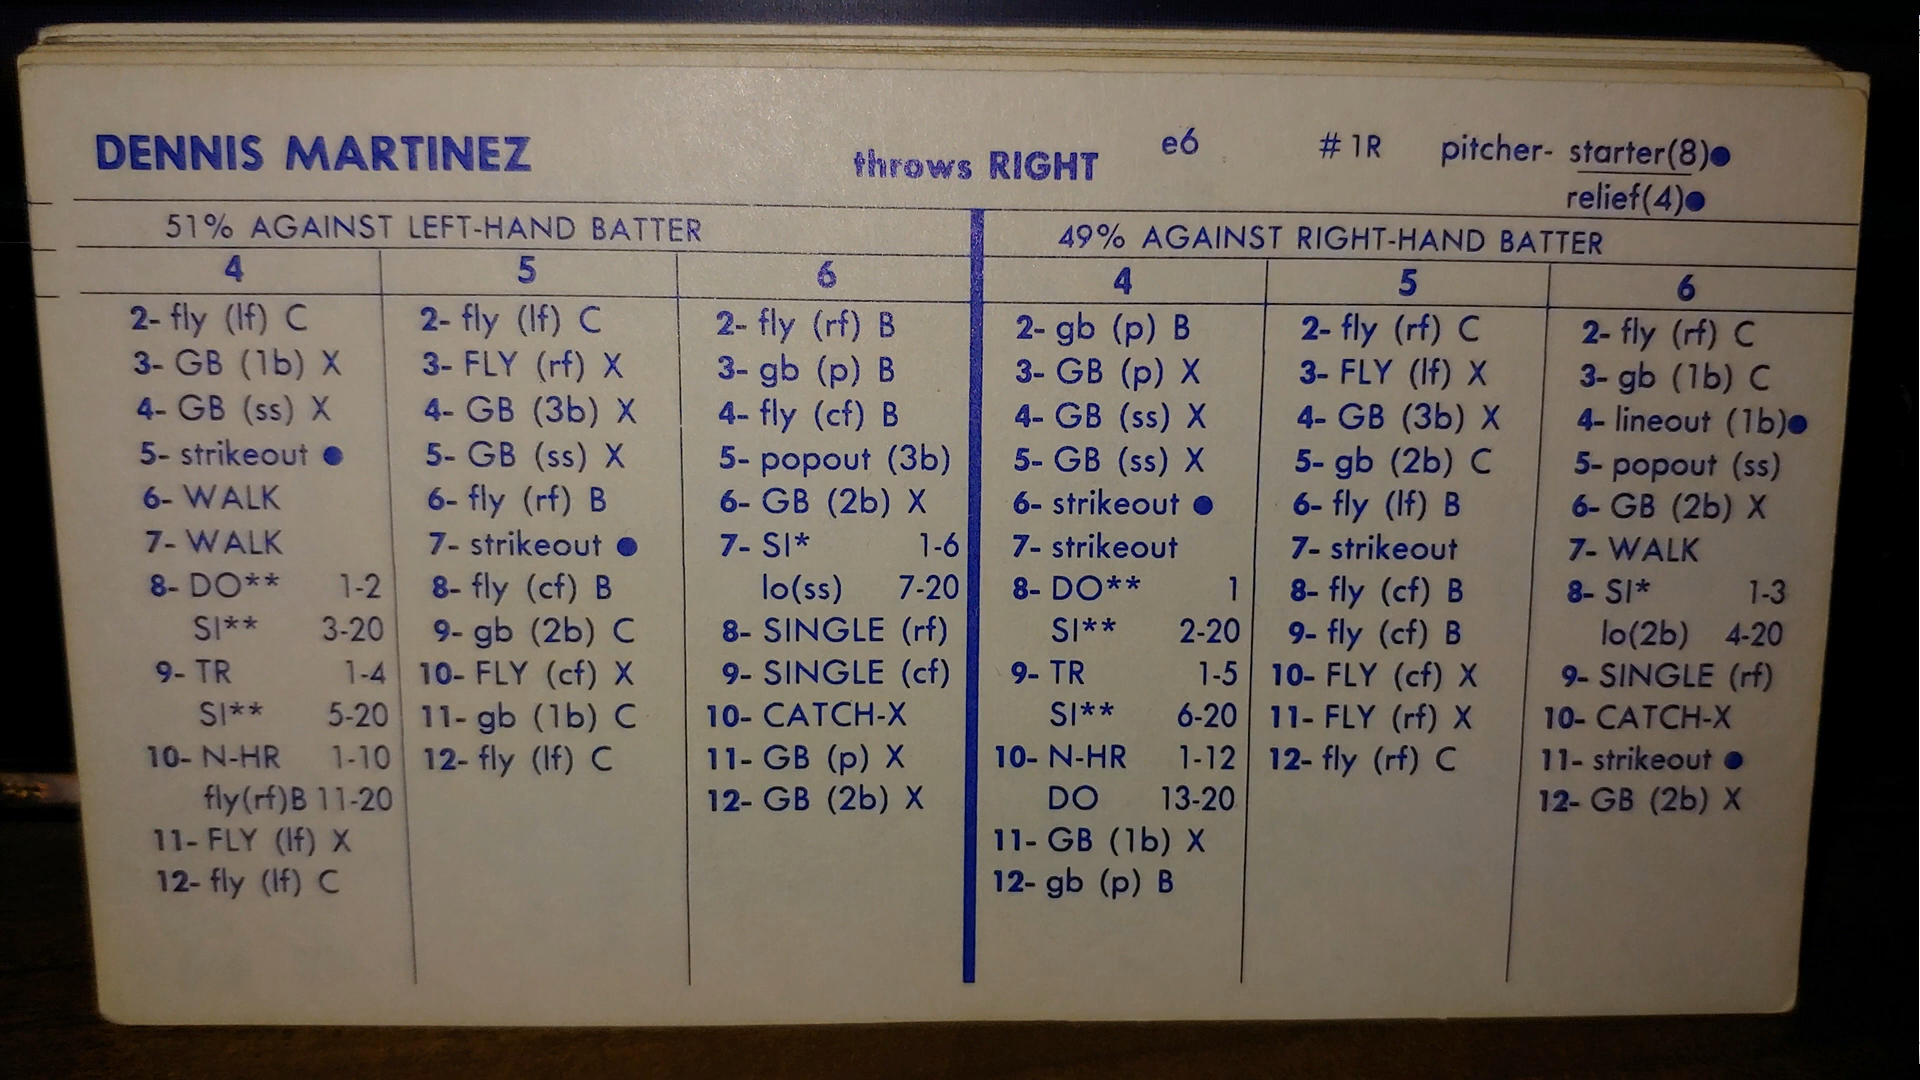 DENNIS MARTINEZ throws RIGHT e6 # 1R pitcher- starter(8)●
relief(4)●
51% AGAINST LEFT-HAND BATTER
4
2- fly (lf) C
3- GB (1b) X
4- GB (ss) X
5- strikeout ●
6- WALK
7- WALK
8- DO** 1-2
SI** 3-20
9- TR 1-4
SI** 5-20
10- N-HR 1-10
fly(rf)B 11-20
11- FLY (lf) X
12- fly (lf) C
5
2- fly (lf) C
3- FLY (rf) X
4- GB (3b) X
5- GB (ss) X
6- fly (rf) B
7- strikeout ●
8- fly (cf) B
9- gb (2b) C
10- FLY (cf) X
11- gb (1b) C
12- fly (lf) C
6
2- fly (rf) B
3- gb (p) B
4- fly (cf) B
5- popout (3b)
6- GB (2b) X
7- SI* 1-6
lo(ss) 7-20
8- SINGLE (rf)
9- SINGLE (cf)
10- CATCH-X
11- GB (p) X
12- GB (2b) X
49% AGAINST RIGHT-HAND BATTER
4
2- gb (p) B
3- GB (p) X
4- GB (ss) X
5- GB (ss) X
6- strikeout ●
7- strikeout
8- DO** 1
SI** 2-20
9- TR 1-5
SI** 6-20
10- N-HR 1-12
DO 13-20
11- GB (1b) X
12- gb (p) B
5
2- fly (rf) C
3- FLY (lf) X
4- GB (3b) X
5- gb (2b) C
6- fly (lf) B
7- strikeout
8- fly (cf) B
9- fly (cf) B
10- FLY (cf) X
11- FLY (rf) X
12- fly (rf) C
6
2- fly (rf) C
3- gb (1b) C
4- lineout (1b)●
5- popout (ss)
6- GB (2b) X
7- WALK
8- SI* 1-3
lo(2b) 4-20
9- SINGLE (rf)
10- CATCH-X
11- strikeout ●
12- GB (2b) X